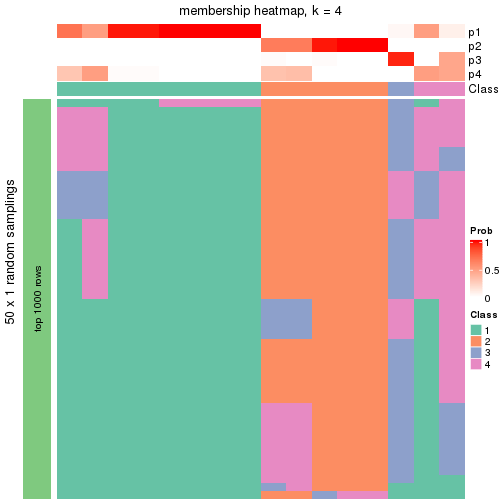 membership heatmap, k = 4
p1
p2
p3
p4
Class
50 x 1 random samplings
top 1000 rows
Prob
1
0.5
0
Class
1
2
3
4